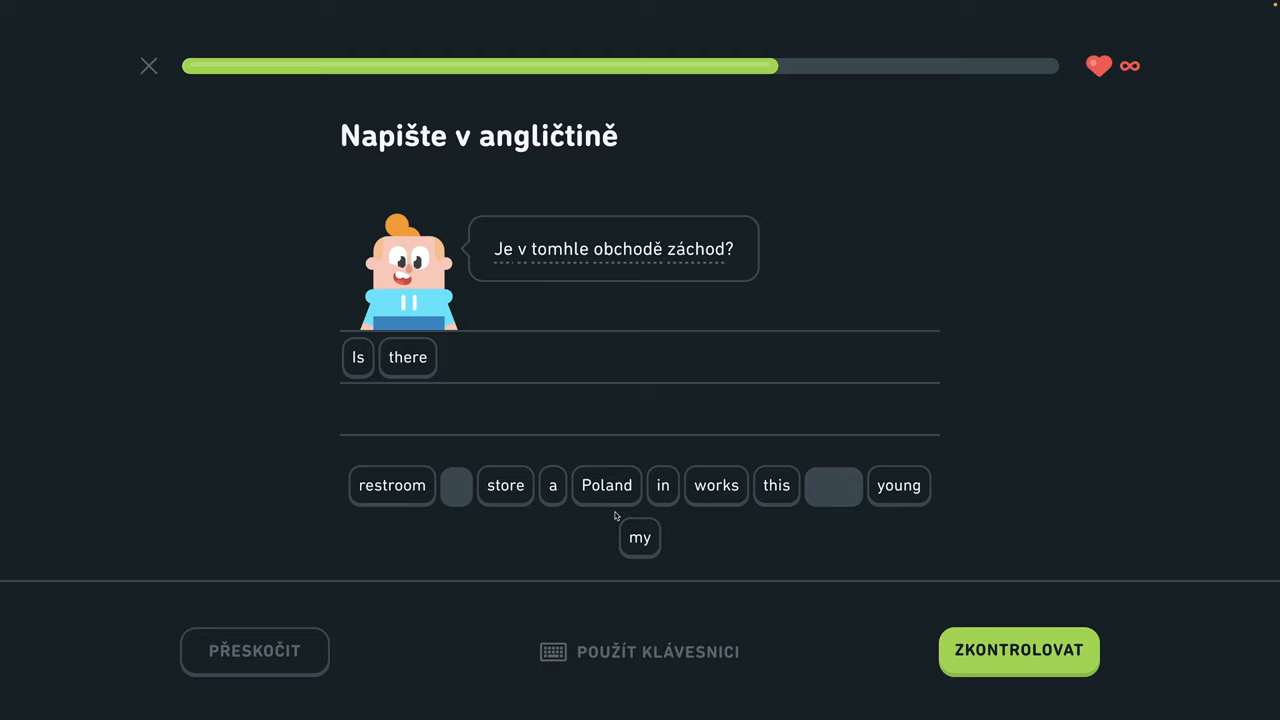 Napište v angličtině
Je v tomhle obchodě záchod?
Is there
restroom store a Poland in works this young
my
PŘESKOČIT POUŽÍT KLÁVESNICI ZKONTROLOVAT